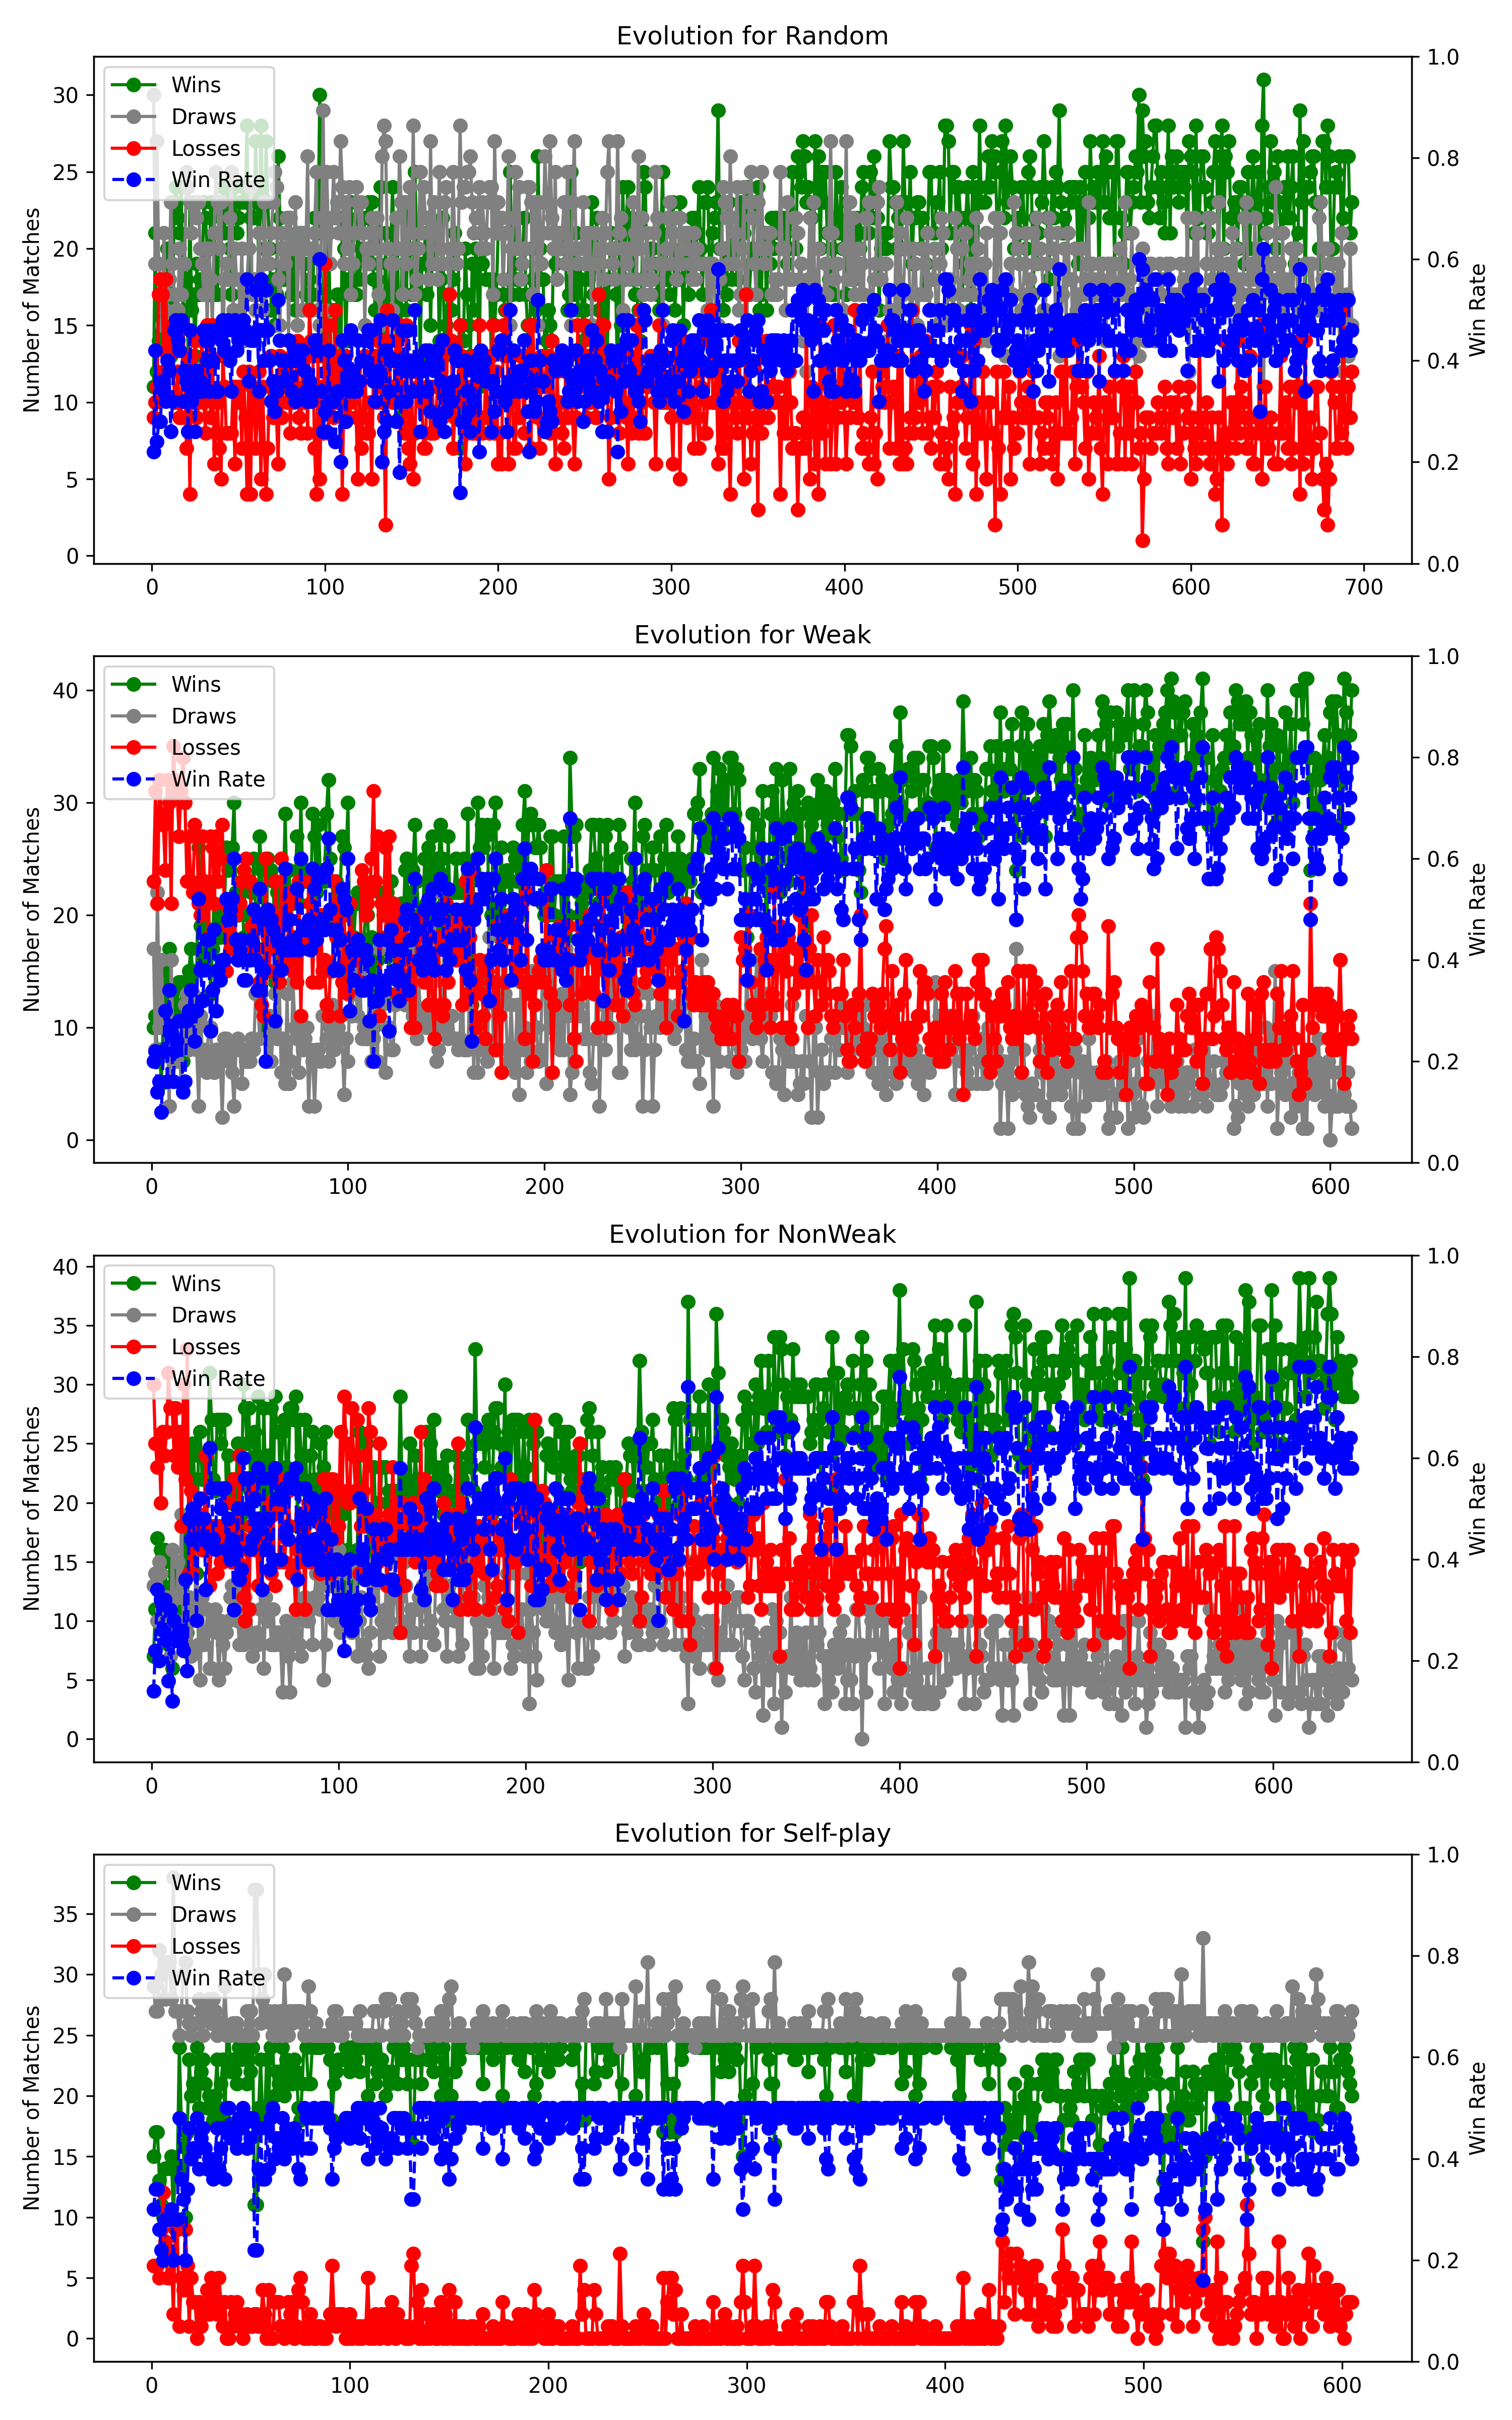 Evolution for Random
Wins
Draws
Losses
Win Rate
Number of Matches
Win Rate
30
25
20
15
10
5
0
1.0
0.8
0.6
0.4
0.2
0.0
0 100 200 300 400 500 600 700
Evolution for Weak
Wins
Draws
Losses
Win Rate
Number of Matches
Win Rate
40
30
20
10
0
1.0
0.8
0.6
0.4
0.2
0.0
0 100 200 300 400 500 600
Evolution for NonWeak
Wins
Draws
Losses
Win Rate
Number of Matches
Win Rate
40
35
30
25
20
15
10
5
0
1.0
0.8
0.6
0.4
0.2
0.0
0 100 200 300 400 500 600
Evolution for Self-play
Wins
Draws
Losses
Win Rate
Number of Matches
Win Rate
35
30
25
20
15
10
5
0
1.0
0.8
0.6
0.4
0.2
0.0
0 100 200 300 400 500 600